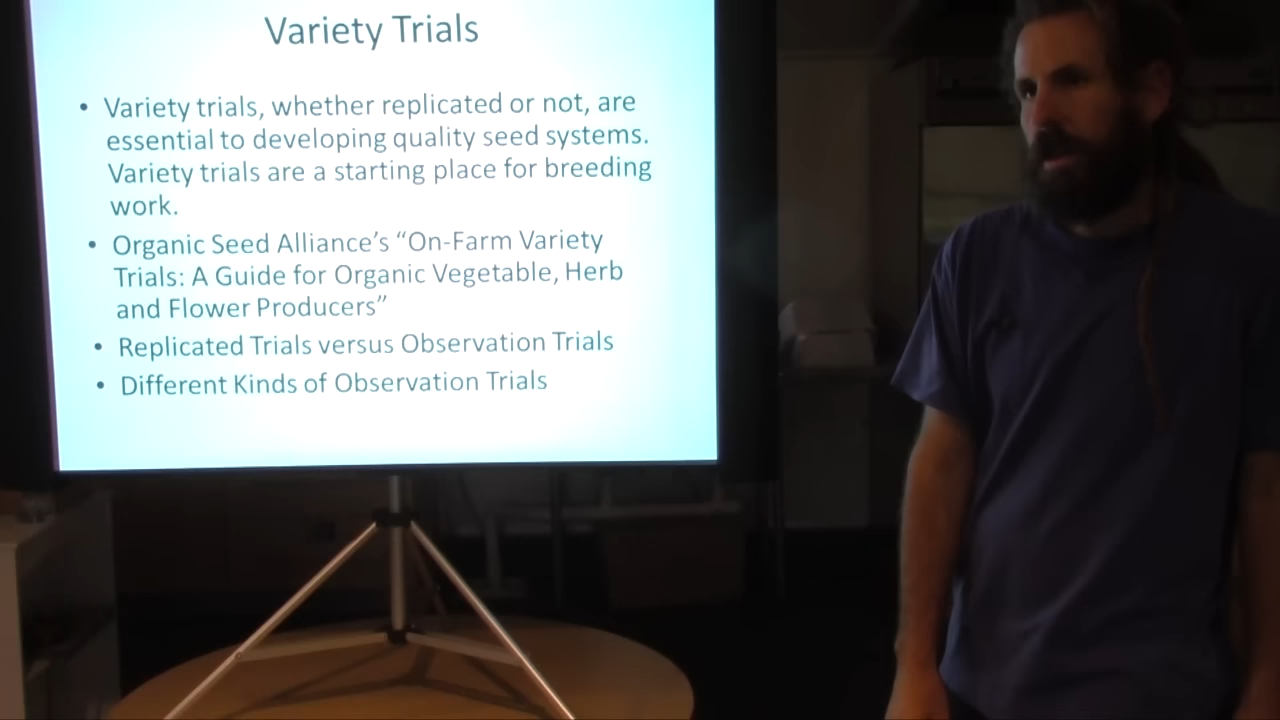 Variety Trials
• Variety trials, whether replicated or not, are
essential to developing quality seed systems.
Variety trials are a starting place for breeding
work.
• Organic Seed Alliance’s “On-Farm Variety
Trials: A Guide for Organic Vegetable, Herb
and Flower Producers”
• Replicated Trials versus Observation Trials
• Different Kinds of Observation Trials